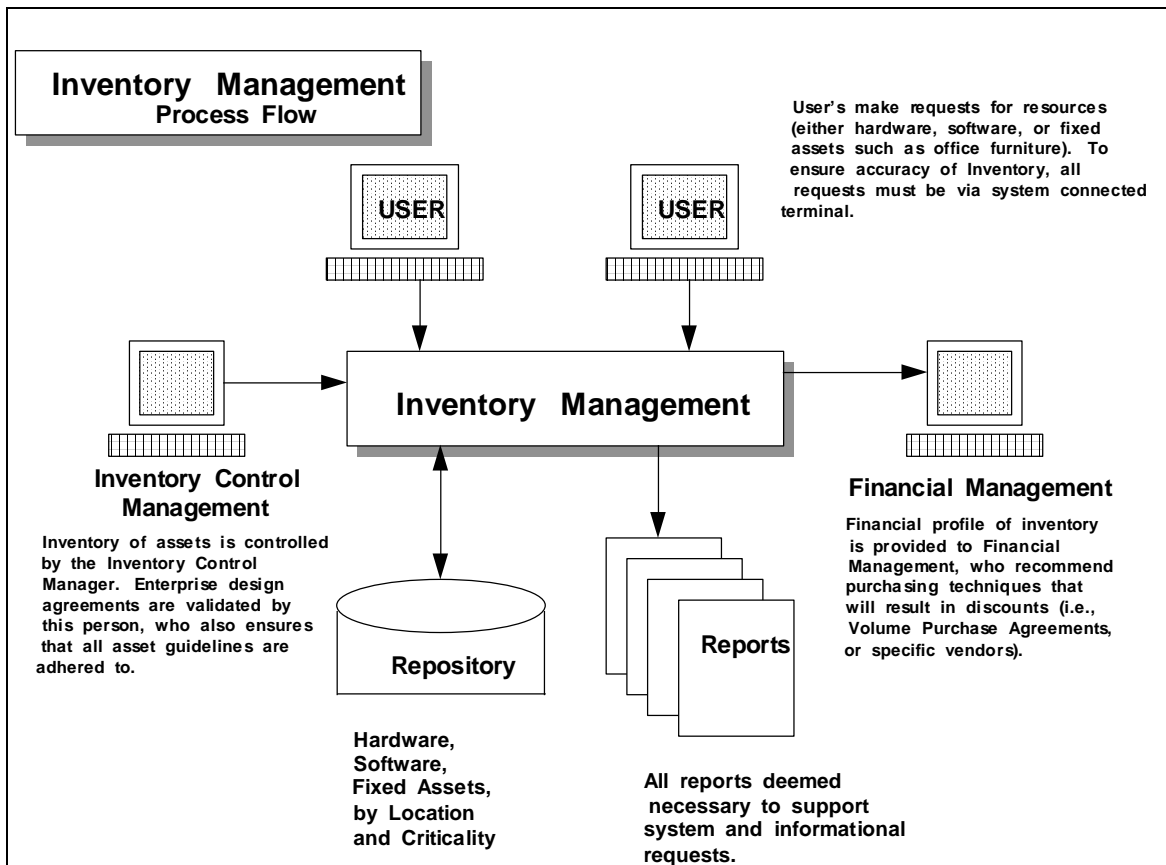 Inventory Management
Process Flow
User's make requests for resources
(either hardware, software, or fixed
assets such as office furniture). To
ensure accuracy of Inventory, all
requests must be via system connected
terminal.
USER
USER
Inventory Management
Inventory Control
Management
Inventory of assets is controlled
by the Inventory Control
Manager. Enterprise design
agreements are validated by
this person, who also ensures
that all asset guidelines are
adhered to.
Financial Management
Financial profile of inventory
is provided to Financial
Management, who recommend
purchasing techniques that
will result in discounts (i.e.,
Volume Purchase Agreements,
or specific vendors).
Repository
Reports
Hardware,
Software,
Fixed Assets,
by Location
and Criticality
All reports deemed
necessary to support
system and informational
requests.